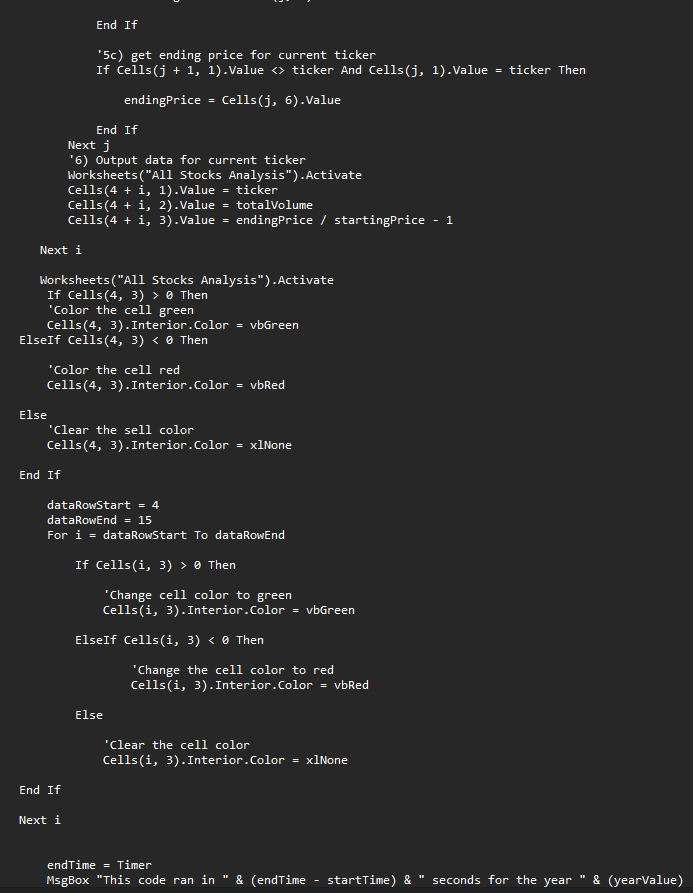 End If
'5c) get ending price for current ticker
If Cells(j + 1, 1).Value <> ticker And Cells(j, 1).Value = ticker Then
endingPrice = Cells(j, 6).Value
End If
Next j
'6) Output data for current ticker
Worksheets("All Stocks Analysis").Activate
Cells(4 + i, 1).Value = ticker
Cells(4 + i, 2).Value = totalVolume
Cells(4 + i, 3).Value = endingPrice / startingPrice - 1
Next i
Worksheets("All Stocks Analysis").Activate
If Cells(4, 3) > 0 Then
'Color the cell green
Cells(4, 3).Interior.Color = vbGreen
ElseIf Cells(4, 3) < 0 Then
'Color the cell red
Cells(4, 3).Interior.Color = vbRed
Else
'Clear the sell color
Cells(4, 3).Interior.Color = xlNone
End If
dataRowStart = 4
dataRowEnd = 15
For i = dataRowStart To dataRowEnd
If Cells(i, 3) > 0 Then
'Change cell color to green
Cells(i, 3).Interior.Color = vbGreen
ElseIf Cells(i, 3) < 0 Then
'Change the cell color to red
Cells(i, 3).Interior.Color = vbRed
Else
'Clear the cell color
Cells(i, 3).Interior.Color = xlNone
End If
Next i
endTime = Timer
MsgBox "This code ran in " & (endTime - startTime) & " seconds for the year " & (yearValue)